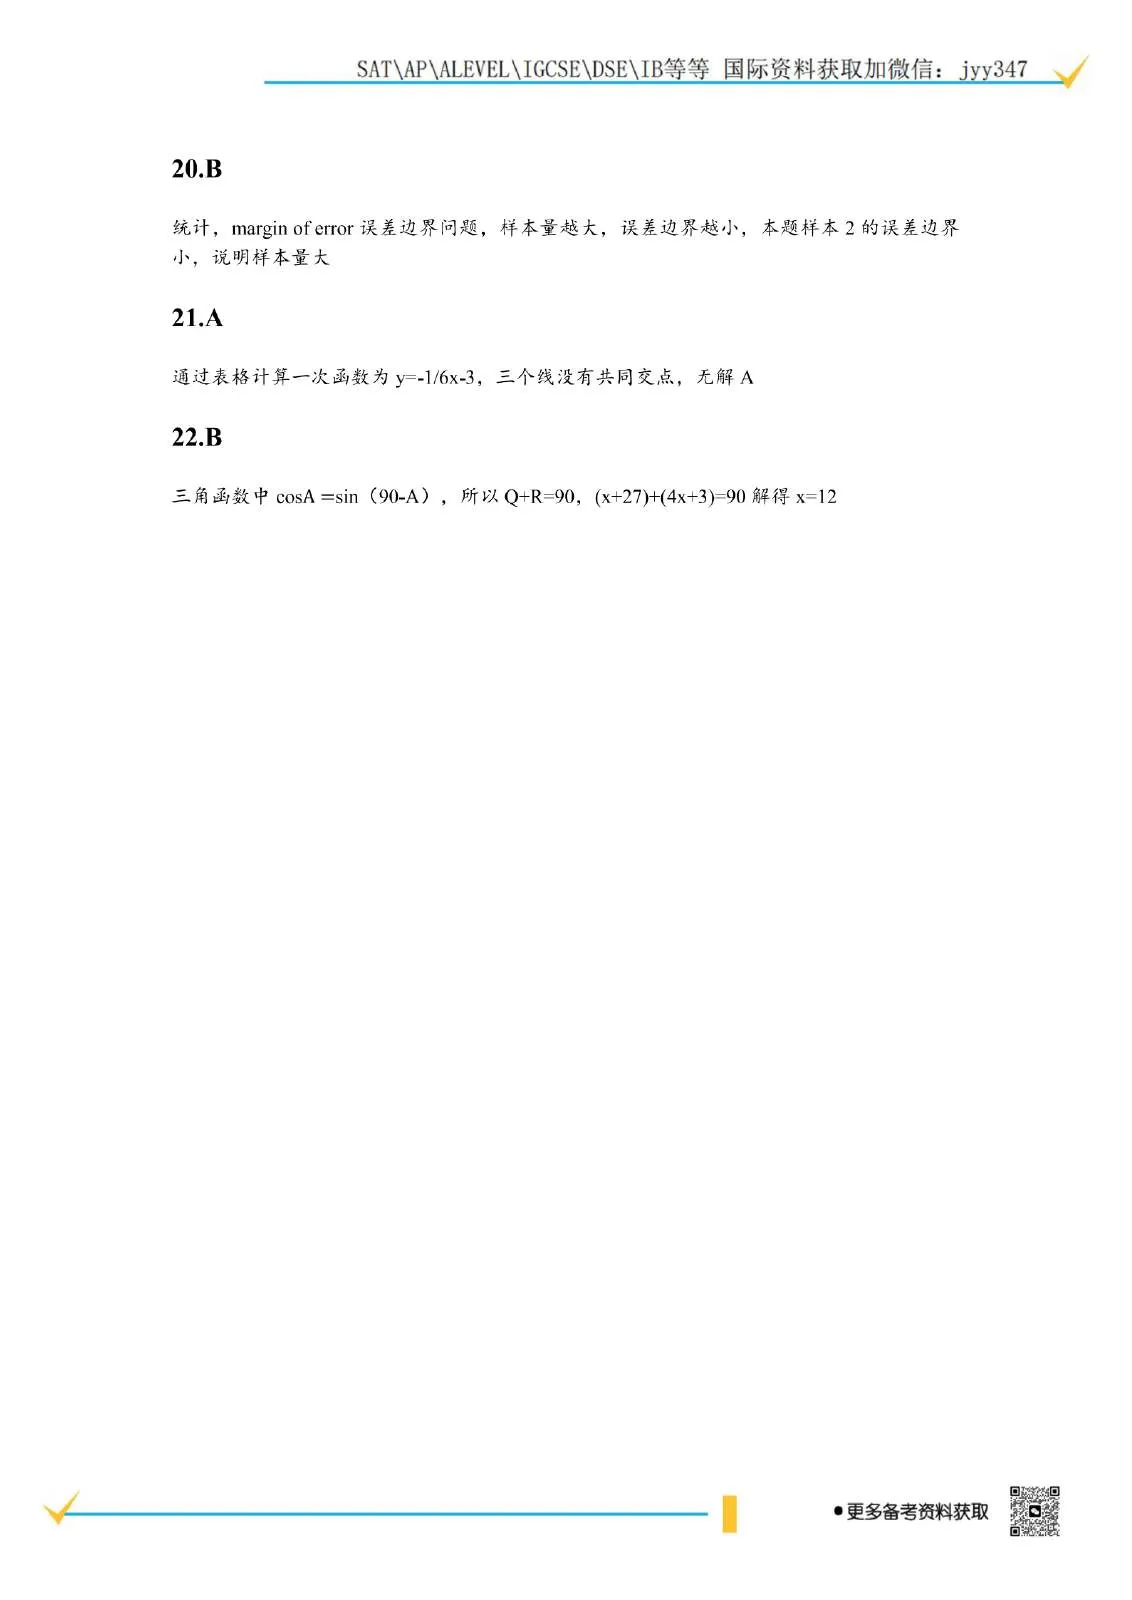 SAT\AP\ALEVEL\IGCSE\DSE\IB等等 国际资料获取加微信：jyy347
20.B
统计，margin of error 误差边界问题，样本量越大，误差边界越小，本题样本 2 的误差边界
小，说明样本量大
21.A
通过表格计算一次函数为 y=-1/6x-3，三个线没有共同交点，无解 A
22.B
三角函数中 cosA =sin（90-A），所以 Q+R=90，(x+27)+(4x+3)=90 解得 x=12
•更多备考资料获取